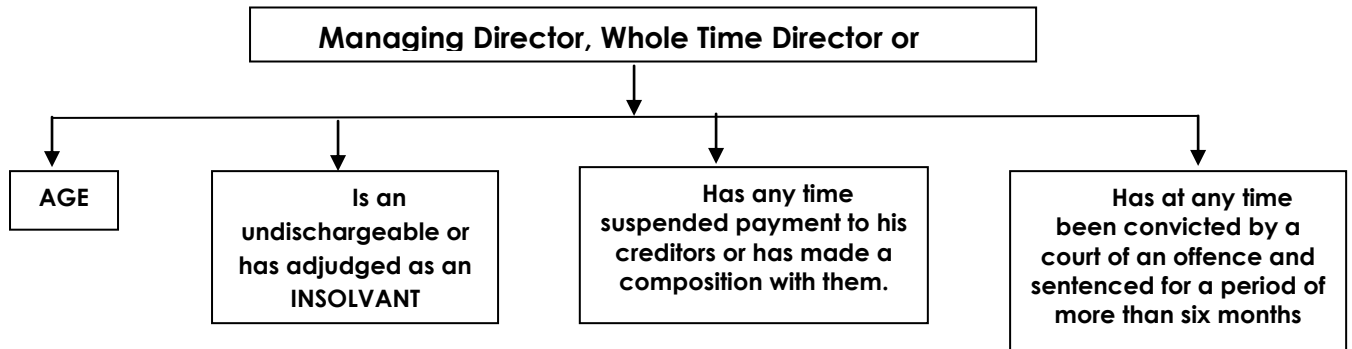 Managing Director, Whole Time Director or
AGE
Is an
undischargeable or
has adjudged as an
INSOLVANT
Has any time
suspended payment to his
creditors or has made a
composition with them.
Has at any time
been convicted by a
court of an offence and
sentenced for a period of
more than six months